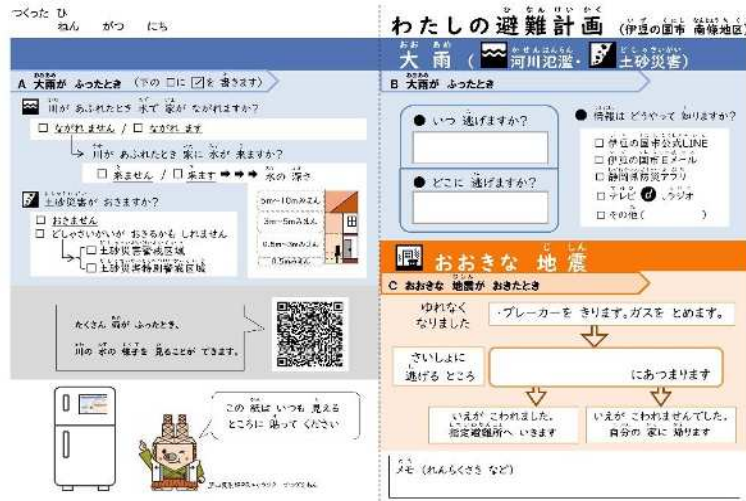 つくった ひ
ねん がつ にち
A 大雨が ふったとき (下の □に ☑を 書きます)
川が あふれたとき 水で 家が ながれますか?
□ ながれません / □ ながれ ます
川が あふれたとき 家に 水が 来ますか?
□ 来ません / □ 来ます ➡➡➡ 水の 深さ
土砂災害が おきますか?
□ おきません
□ どしゃさいがいが おきるかも しれません
□ 土砂災害警戒区域
□ 土砂災害特別警戒区域
5m~10mみまん
3m~5mみまん
0.5m~3mみまん
0.5mみまん
たくさん 雨が ふったとき、
川の 水の 様子を 見ることが できます。
この 紙は いつも 見える
ところに 貼って ください
わたしの避難計画 (伊豆の国市 南條地区)
大雨 (河川氾濫・土砂災害)
B 大雨が ふったとき
● いつ 逃げますか?
● どこに 逃げますか?
● 情報は どうやって 知りますか?
□ 伊豆の国市公式LINE
□ 伊豆の国市Eメール
□ 静岡県防災アプリ
□ テレビ d ,ラジオ
□ その他( )
おおきな 地震
C おおきな 地震が おきたとき
ゆれなく
なりました
・ブレーカーを きります。ガスを とめます。
さいしょに
逃げる ところ
にあつまります
いえが こわれました。
指定避難所へ いきます
いえが こわれませんでした。
自分の 家に 帰ります
メモ (れんらくさき など)